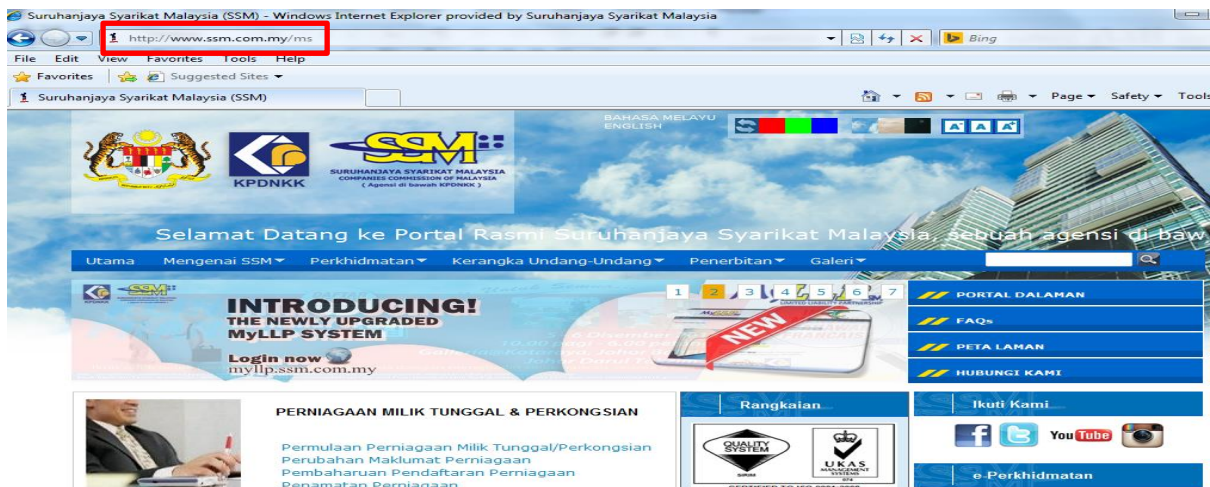 Suruhanjaya Syarikat Malaysia (SSM) - Windows Internet Explorer provided by Suruhanjaya Syarikat Malaysia
http://www.ssm.com.my/ms
Bing
File Edit View Favorites Tools Help
Favorites Suggested Sites
Suruhanjaya Syarikat Malaysia (SSM)
Page Safety Tools
BAHASA MELAYU
ENGLISH
A A A
KPDNKK
SSM
SURUHANJAYA SYARIKAT MALAYSIA
COMPANIES COMMISSION OF MALAYSIA
( Agensi di bawah KPDNKK )
Selamat Datang ke Portal Rasmi Suruhanjaya Syarikat Malaysia, sebuah agensi di baw
Utama Mengenai SSM Perkhidmatan Kerangka Undang-Undang Penerbitan Galeri
1 2 3 4 5 6 7
INTRODUCING!
THE NEWLY UPGRADED
MyLLP SYSTEM
Login now
myllp.ssm.com.my
NEW
PORTAL DALAMAN
FAQs
PETA LAMAN
HUBUNGI KAMI
PERNIAGAAN MILIK TUNGGAL & PERKONGSIAN
Permulaan Perniagaan Milik Tunggal/Perkongsian
Perubahan Maklumat Perniagaan
Pembaharuan Pendaftaran Perniagaan
Penamatan Perniagaan
Rangkaian
QUALITY
SYSTEM
UKAS
MANAGEMENT
SYSTEMS
Ikuti Kami
You Tube
e-Perkhidmatan